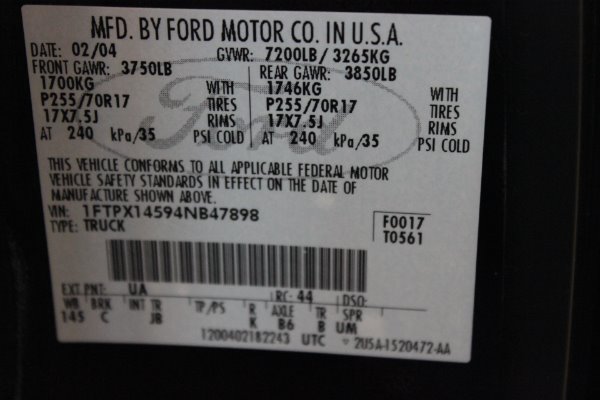 MFD. BY FORD MOTOR CO. IN U.S.A.
DATE: 02/04 GVWR: 7200LB / 3265KG
FRONT GAWR: 3750LB REAR GAWR: 3850LB
1700KG WITH 1746KG WITH
P255/70R17 TIRES P255/70R17 TIRES
17X7.5J RIMS 17X7.5J RIMS
AT 240 kPa/35 PSI COLD AT 240 kPa/35 PSI COLD
Ford
THIS VEHICLE CONFORMS TO ALL APPLICABLE FEDERAL MOTOR
VEHICLE SAFETY STANDARDS IN EFFECT ON THE DATE OF
MANUFACTURE SHOWN ABOVE.
VIN: 1FTPX14594NB47898 F0017
TYPE: TRUCK T0561
EXT PNT: UA RC: 44 DSO:
WB BRK INT TR TP/PS R AXLE TR SPR
145 C JB K B6 B UM
1200402182243 UTC 2U5A-1520472-AA